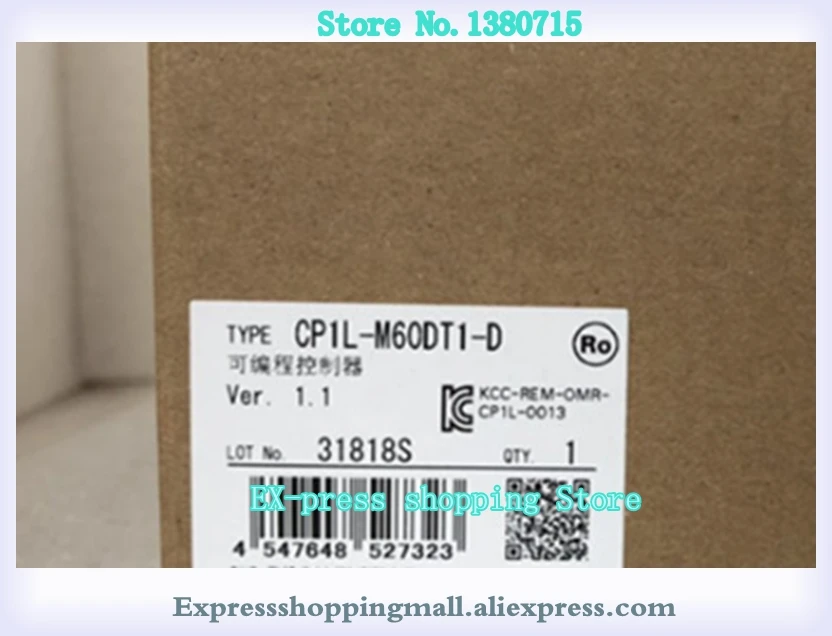 Store No.1380715
TYPE CP1L-M60DT1-D
Ro
可编程控制器
Ver. 1.1
KCC-REM-OMR-
CP1L-0013
LOT No. 31818S QTY. 1
EX-press shopping Store
4 547648 527323
Expressshoppingmall.aliexpress.com